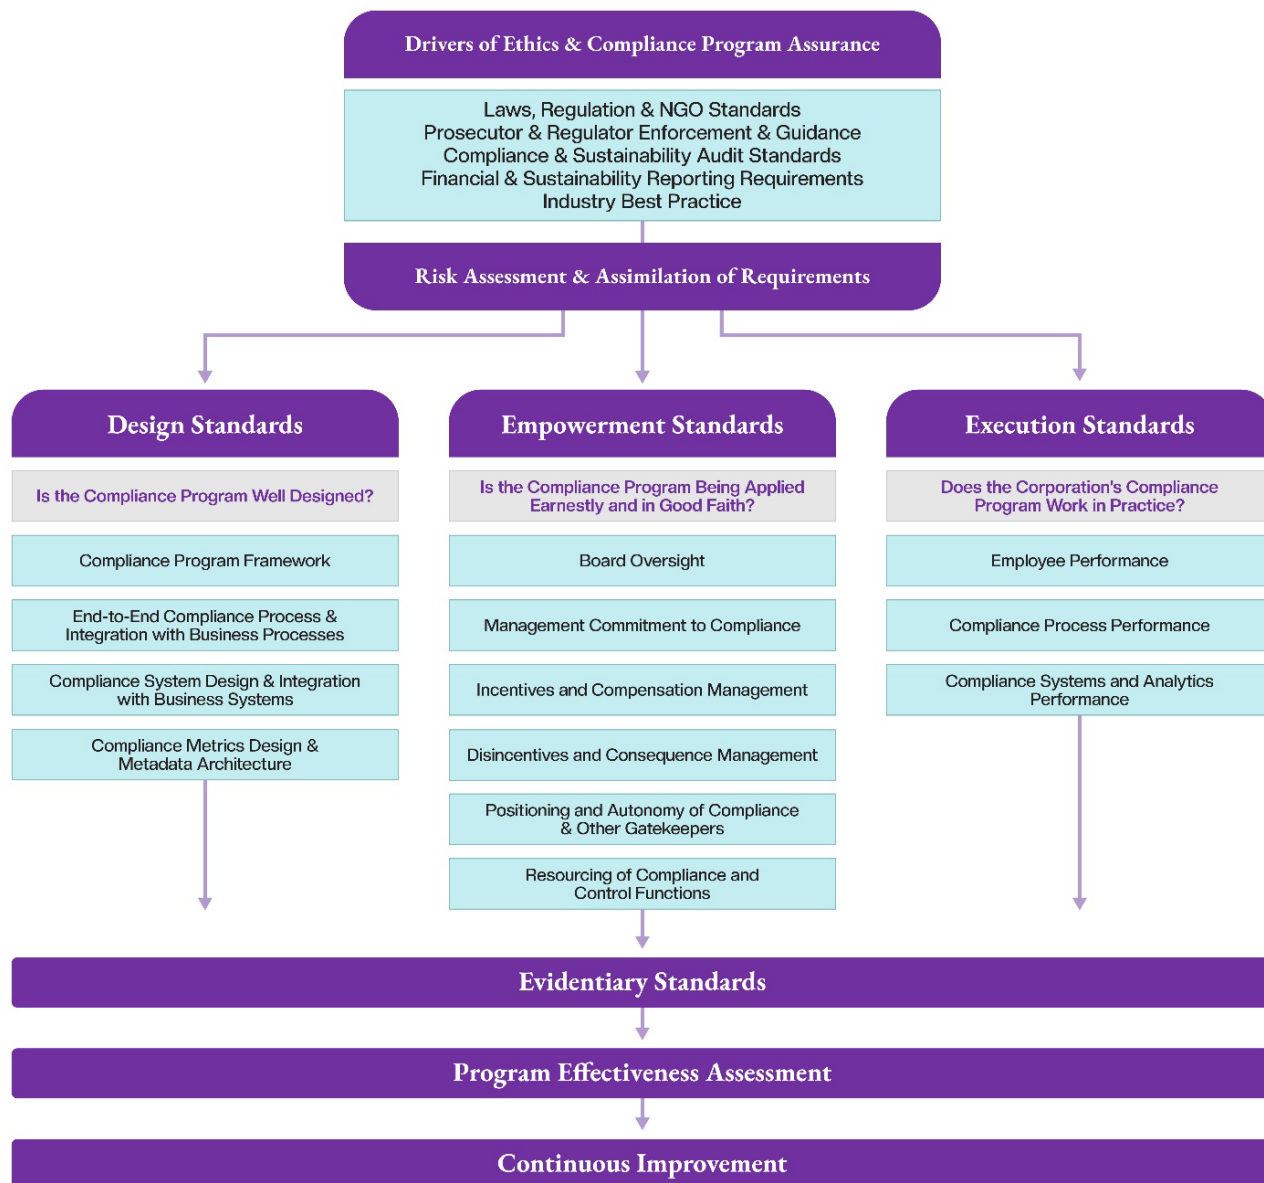 Drivers of Ethics & Compliance Program Assurance
Laws, Regulation & NGO Standards
Prosecutor & Regulator Enforcement & Guidance
Compliance & Sustainability Audit Standards
Financial & Sustainability Reporting Requirements
Industry Best Practice
Risk Assessment & Assimilation of Requirements
Design Standards
Is the Compliance Program Well Designed?
Compliance Program Framework
End-to-End Compliance Process &
Integration with Business Processes
Compliance System Design & Integration
with Business Systems
Compliance Metrics Design &
Metadata Architecture
Empowerment Standards
Is the Compliance Program Being Applied
Earnestly and in Good Faith?
Board Oversight
Management Commitment to Compliance
Incentives and Compensation Management
Disincentives and Consequence Management
Positioning and Autonomy of Compliance
& Other Gatekeepers
Resourcing of Compliance and
Control Functions
Execution Standards
Does the Corporation's Compliance
Program Work in Practice?
Employee Performance
Compliance Process Performance
Compliance Systems and Analytics
Performance
Evidentiary Standards
Program Effectiveness Assessment
Continuous Improvement